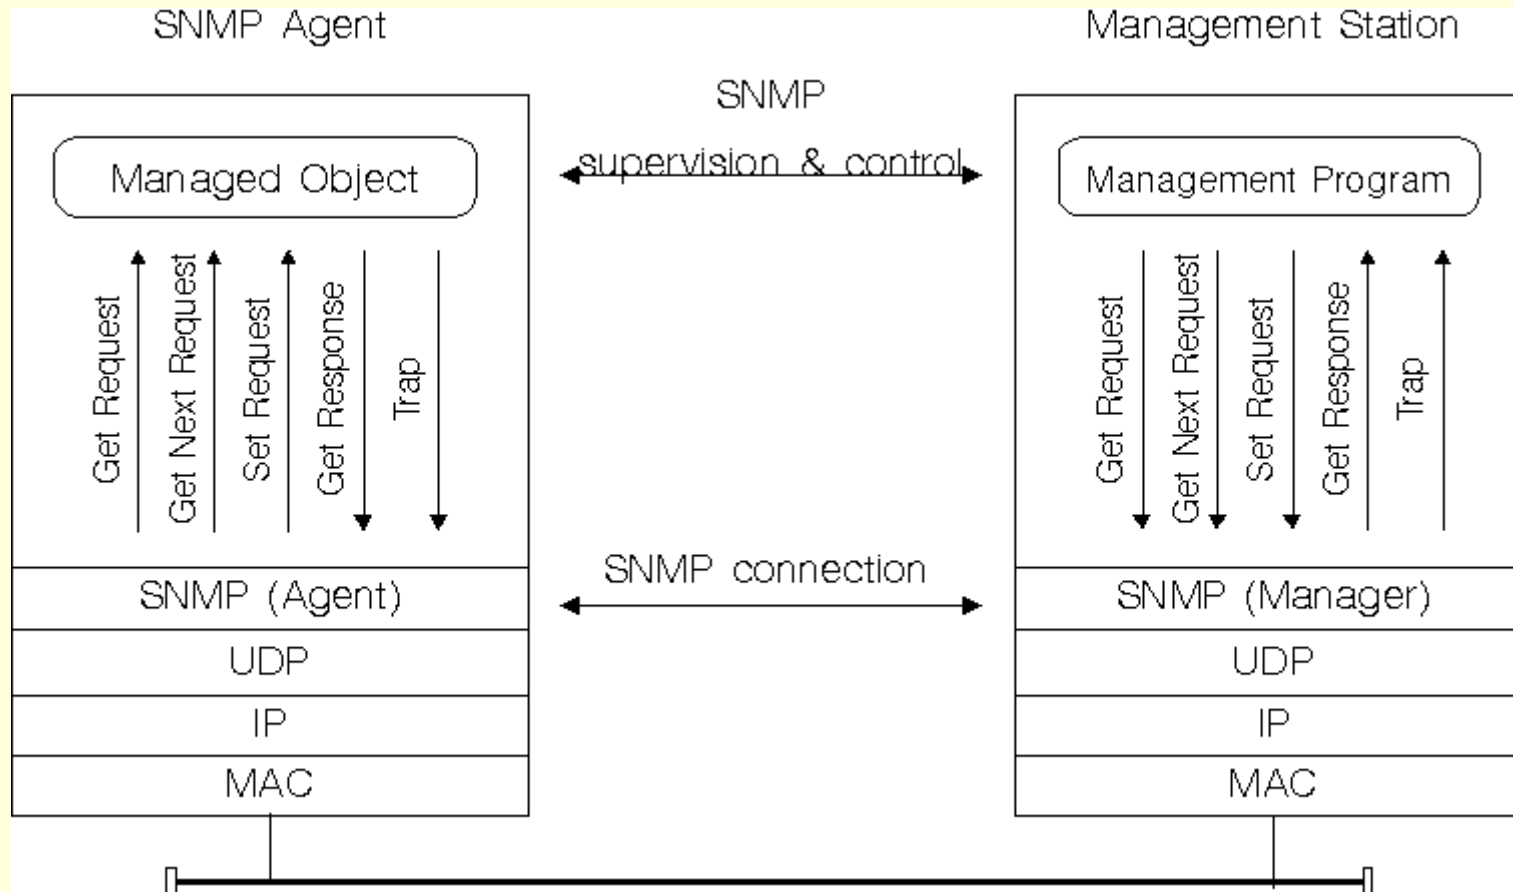 SNMP Agent
Management Station
SNMP
supervision & control
Managed Object
Management Program
Get Request
Get Next Request
Set Request
Get Response
Trap
Get Request
Get Next Request
Set Request
Get Response
Trap
SNMP connection
SNMP (Agent)
SNMP (Manager)
UDP
UDP
IP
IP
MAC
MAC